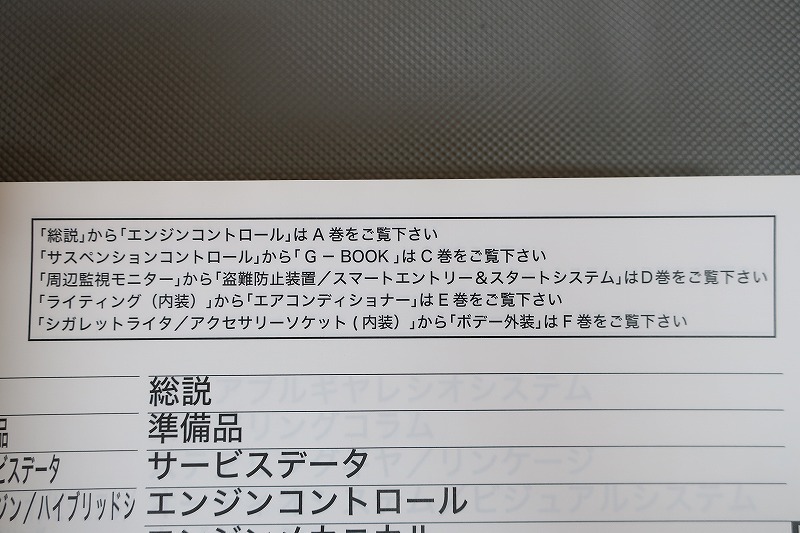 「総説」から「エンジンコントロール」は A 巻をご覧下さい
「サスペンションコントロール」から「G − BOOK」は C 巻をご覧下さい
「周辺監視モニター」から「盗難防止装置／スマートエントリー＆スタートシステム」は D 巻をご覧下さい
「ライティング（内装）」から「エアコンディショナー」は E 巻をご覧下さい
「シガレットライタ／アクセサリーソケット（内装）」から「ボデー外装」は F 巻をご覧下さい
総説
品 準備品
ビスデータ サービスデータ
ジン／ハイブリッドシ エンジンコントロール